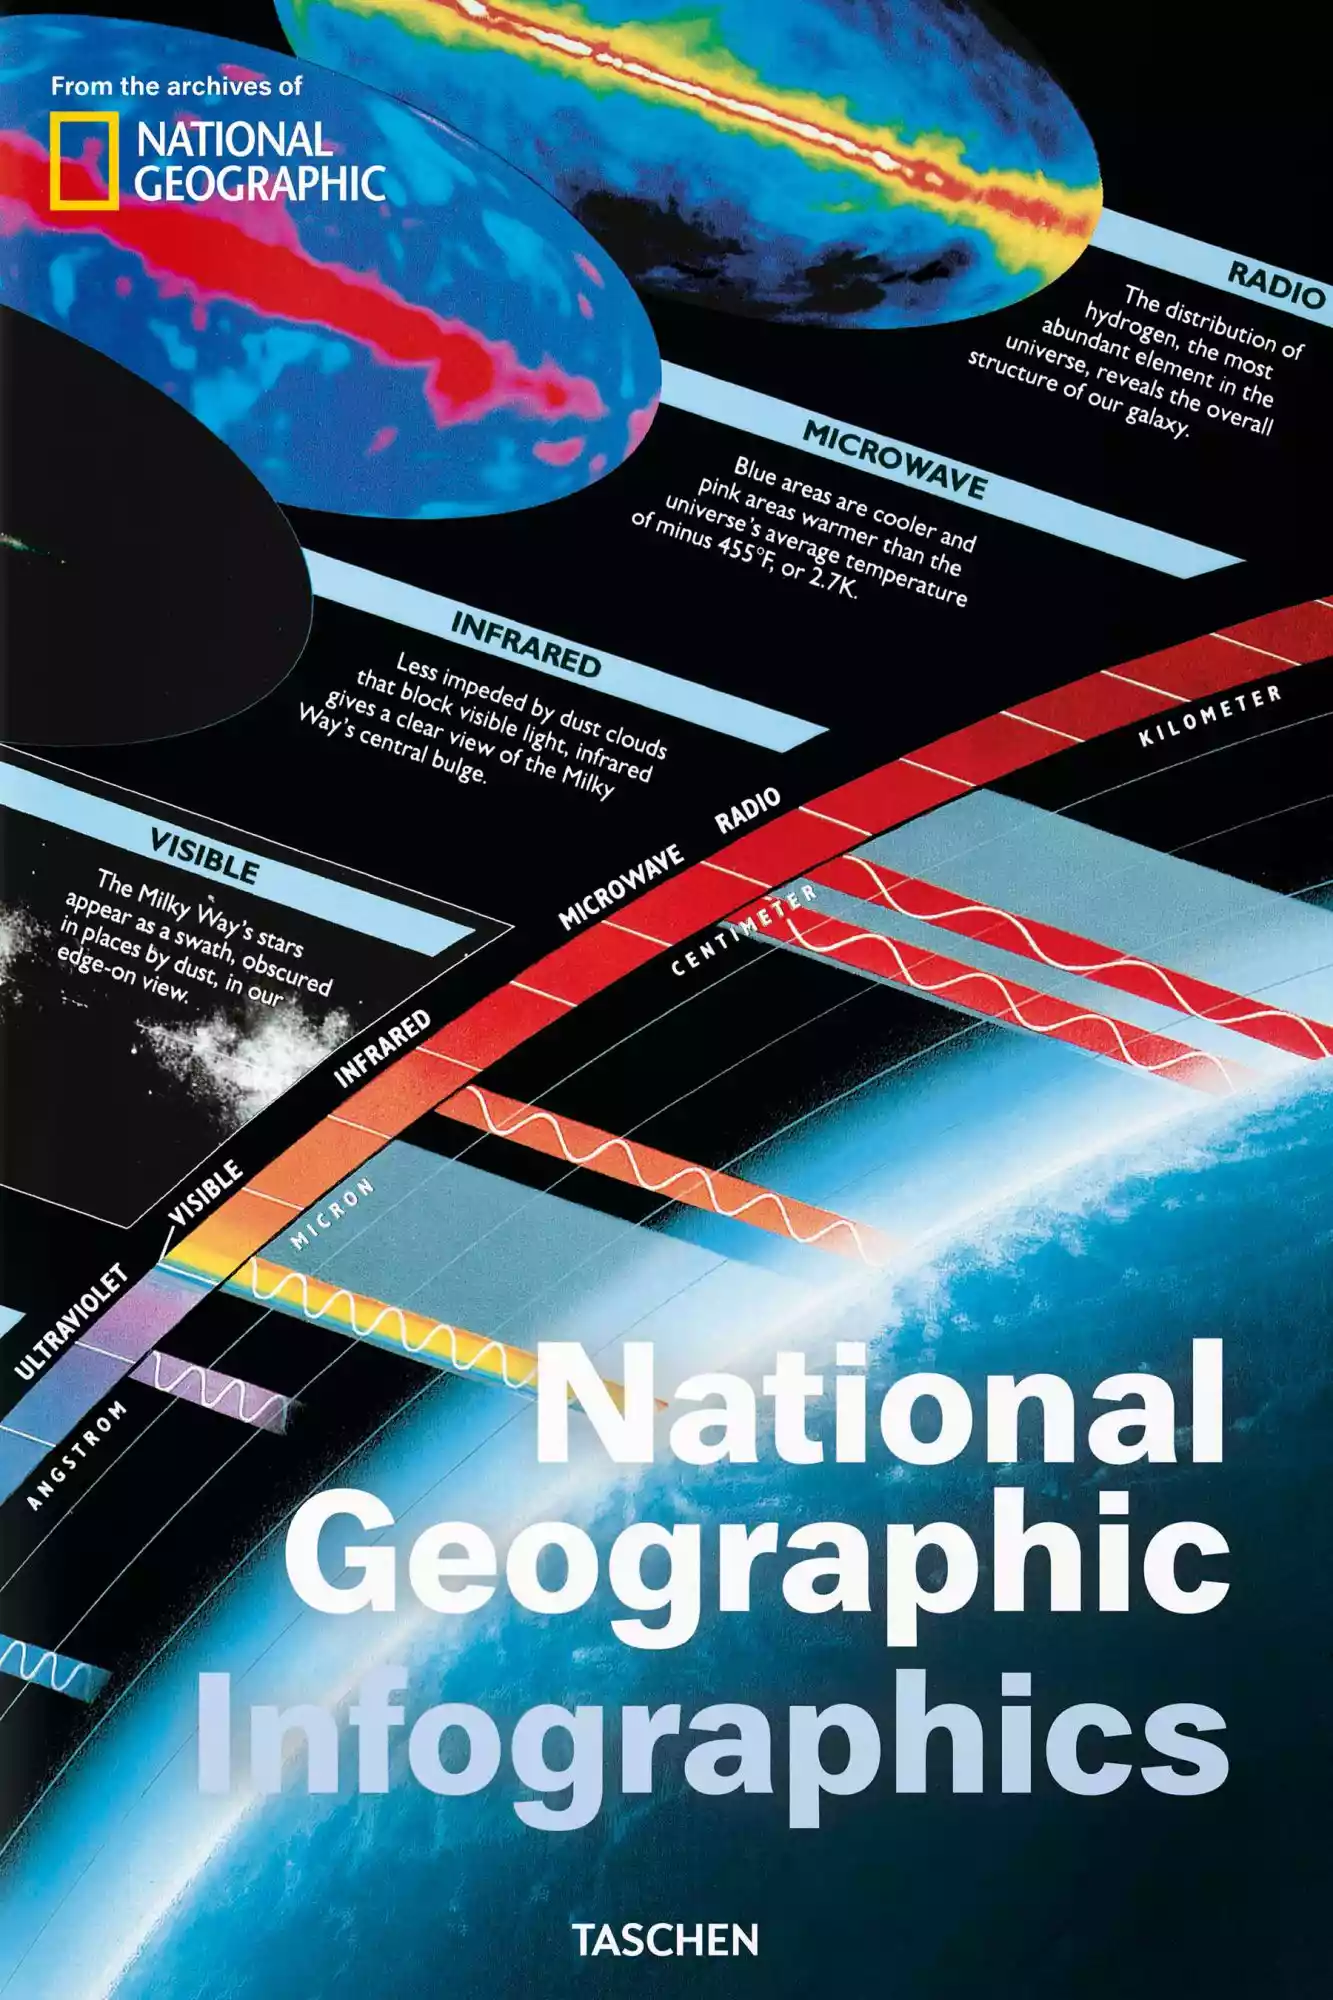 From the archives of
NATIONAL
GEOGRAPHIC
RADIO
The distribution of
hydrogen, the most
abundant element in the
universe, reveals the overall
structure of our galaxy.
MICROWAVE
Blue areas are cooler and
pink areas warmer than the
universe's average temperature
of minus 455°F, or 2.7K.
INFRARED
Less impeded by dust clouds
that block visible light, infrared
gives a clear view of the Milky
Way's central bulge.
VISIBLE
The Milky Way's stars
appear as a swath, obscured
in places by dust, in our
edge-on view.
KILOMETER
RADIO
MICROWAVE
CENTIMETER
INFRARED
VISIBLE
MICRON
ULTRAVIOLET
ANGSTROM
National
Geographic
Infographics
TASCHEN